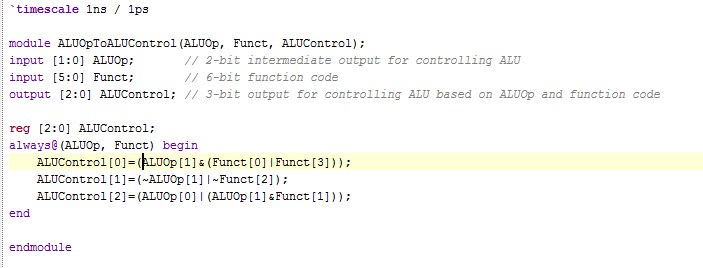 `timescale 1ns / 1ps
module ALUOpToALUControl(ALUOp, Funct, ALUControl);
input [1:0] ALUOp; // 2-bit intermediate output for controlling ALU
input [5:0] Funct; // 6-bit function code
output [2:0] ALUControl; // 3-bit output for controlling ALU based on ALUOp and function code
reg [2:0] ALUControl;
always@(ALUOp, Funct) begin
ALUControl[0]=(ALUOp[1]&(Funct[0]|Funct[3]));
ALUControl[1]=(~ALUOp[1]|~Funct[2]);
ALUControl[2]=(ALUOp[0]|(ALUOp[1]&Funct[1]));
end
endmodule